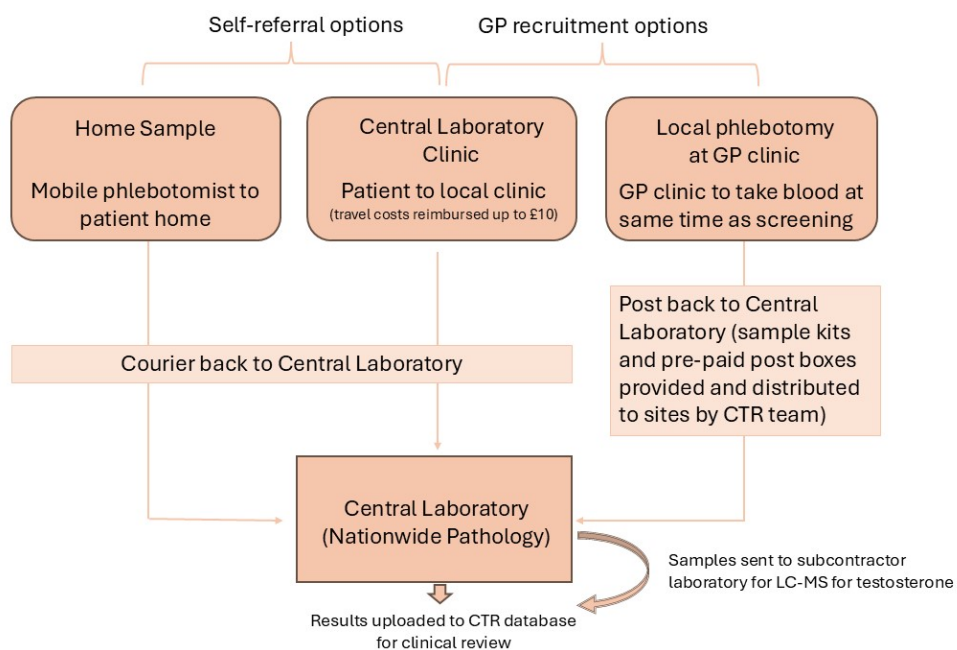 Self-referral options
GP recruitment options
Home Sample
Mobile phlebotomist to
patient home
Central Laboratory
Clinic
Patient to local clinic
(travel costs reimbursed up to £10)
Local phlebotomy
at GP clinic
GP clinic to take blood at
same time as screening
Courier back to Central Laboratory
Post back to Central
Laboratory (sample kits
and pre-paid post boxes
provided and distributed
to sites by CTR team)
Central Laboratory
(Nationwide Pathology)
Samples sent to subcontractor
laboratory for LC-MS for testosterone
Results uploaded to CTR database
for clinical review